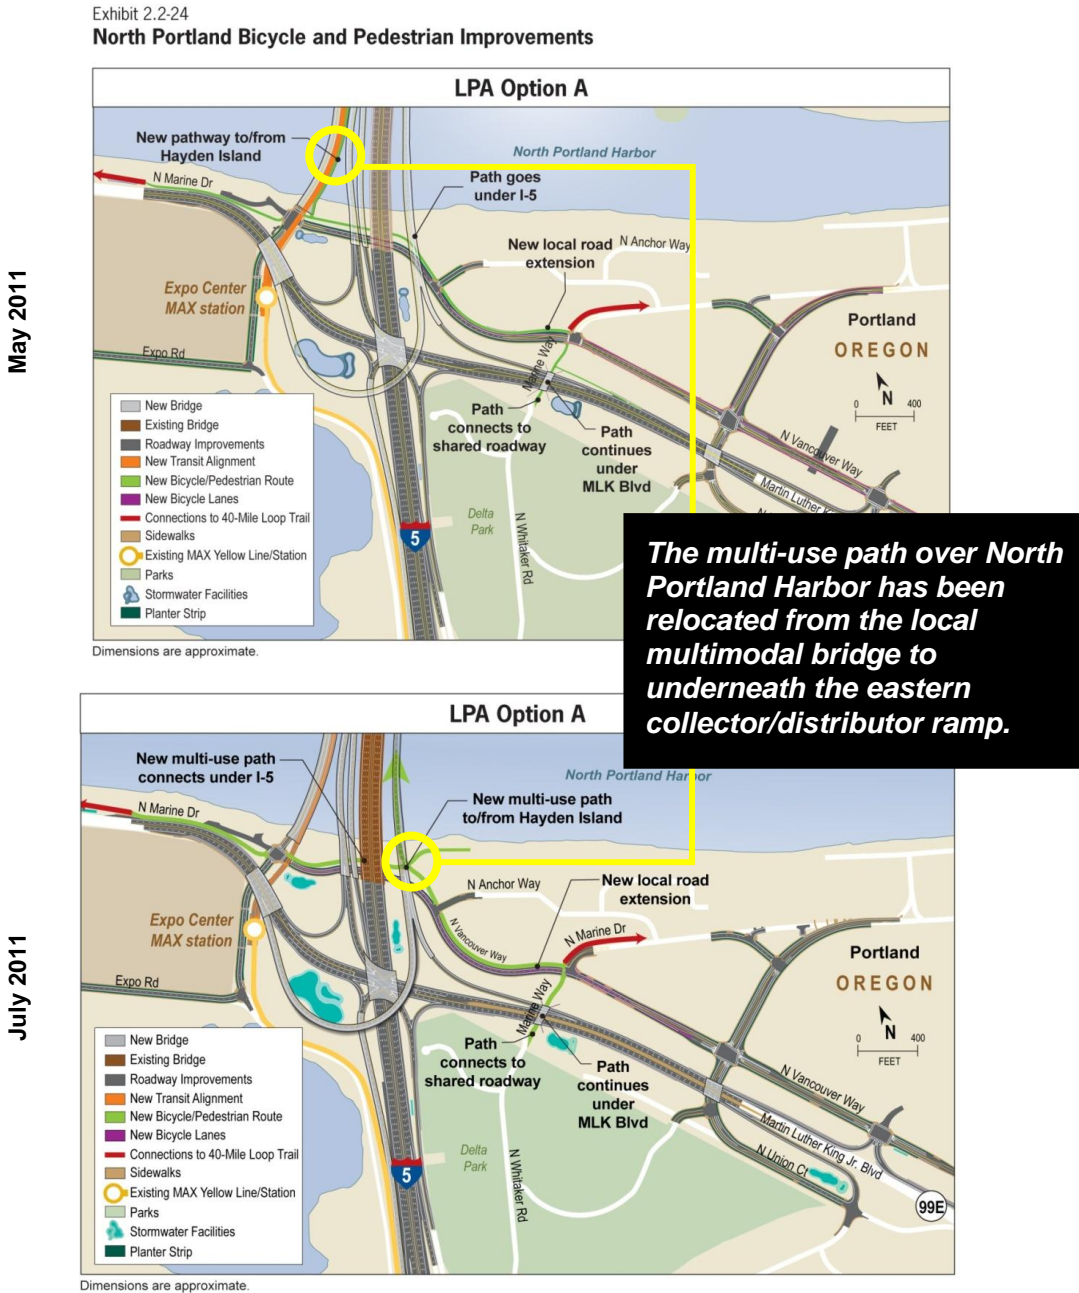 Exhibit 2.2-24
North Portland Bicycle and Pedestrian Improvements
May 2011
LPA Option A
New pathway to/from
Hayden Island
North Portland Harbor
N Marine Dr
Path goes
under I-5
New local road
extension
N Anchor Way
Expo Center
MAX station
Portland
OREGON
Expo Rd
Marine Way
N
0 400
FEET
New Bridge
Existing Bridge
Roadway Improvements
New Transit Alignment
New Bicycle/Pedestrian Route
New Bicycle Lanes
Connections to 40-Mile Loop Trail
Sidewalks
Existing MAX Yellow Line/Station
Parks
Stormwater Facilities
Planter Strip
Path
connects to
shared roadway
Path
continues
under
MLK Blvd
N Vancouver Way
Martin Luther K
Delta
Park
N Whitaker Rd
5
Dimensions are approximate.
The multi-use path over North
Portland Harbor has been
relocated from the local
multimodal bridge to
underneath the eastern
collector/distributor ramp.
July 2011
LPA Option A
New multi-use path
connects under I-5
North Portland Harbor
New multi-use path
to/from Hayden Island
N Marine Dr
N Anchor Way
New local road
extension
N Vancouver Way
N Marine Dr
Expo Center
MAX station
Portland
OREGON
Expo Rd
Marine Way
N
0 400
FEET
New Bridge
Existing Bridge
Roadway Improvements
New Transit Alignment
New Bicycle/Pedestrian Route
New Bicycle Lanes
Connections to 40-Mile Loop Trail
Sidewalks
Existing MAX Yellow Line/Station
Parks
Stormwater Facilities
Planter Strip
Path
connects to
shared roadway
Path
continues
under
MLK Blvd
N Vancouver Way
Martin Luther King Jr. Blvd
N Union Ct
Delta
Park
N Whitaker Rd
5
99E
Dimensions are approximate.